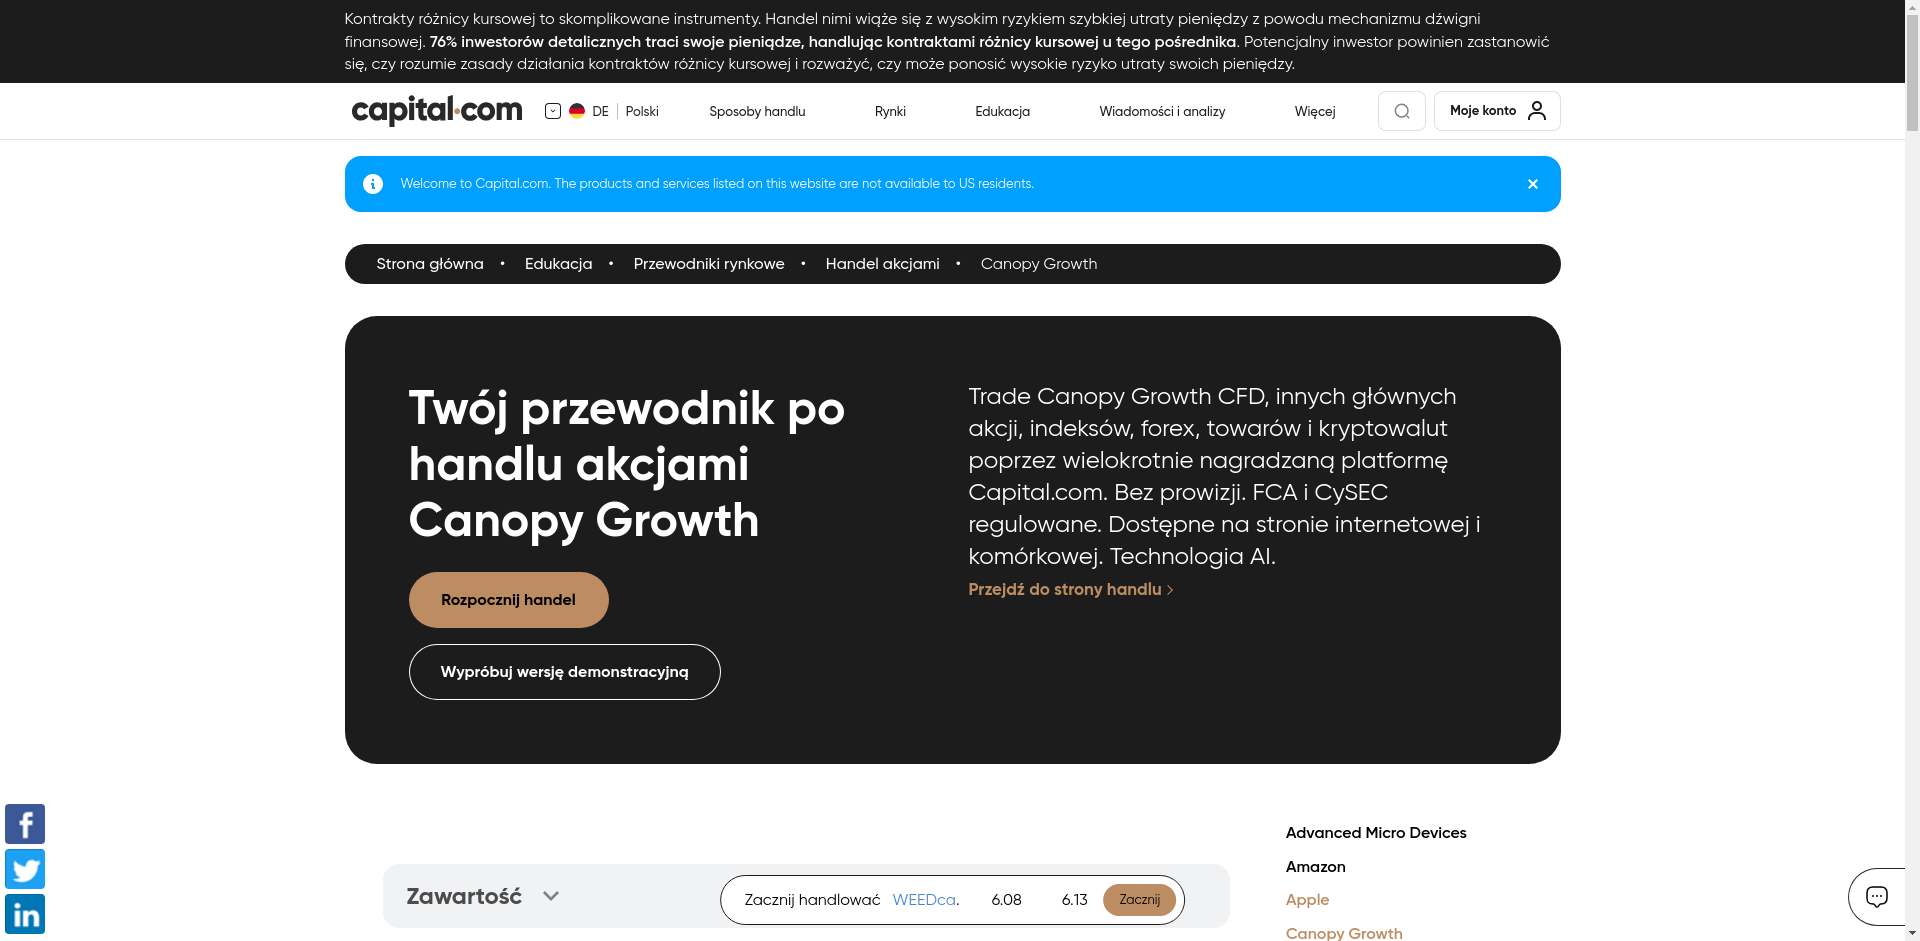 Kontrakty różnicy kursowej to skomplikowane instrumenty. Handel nimi wiąże się z wysokim ryzykiem szybkiej utraty pieniędzy z powodu mechanizmu dźwigni
finansowej. 76% inwestorów detalicznych traci swoje pieniądze, handlując kontraktami różnicy kursowej u tego pośrednika. Potencjalny inwestor powinien zastanowić
się, czy rozumie zasady działania kontraktów różnicy kursowej i rozważyć, czy może ponosić wysokie ryzyko utraty swoich pieniędzy.
capital.com DE Polski Sposoby handlu Rynki Edukacja Wiadomości i analizy Więcej Moje konto
Welcome to Capital.com. The products and services listed on this website are not available to US residents.
Strona główna • Edukacja • Przewodniki rynkowe • Handel akcjami • Canopy Growth
Twój przewodnik po
handlu akcjami
Canopy Growth
Rozpocznij handel
Wypróbuj wersję demonstracyjną
Trade Canopy Growth CFD, innych głównych
akcji, indeksów, forex, towarów i kryptowalut
poprzez wielokrotnie nagradzaną platformę
Capital.com. Bez prowizji. FCA i CySEC
regulowane. Dostępne na stronie internetowej i
komórkowej. Technologia AI.
Przejdź do strony handlu
Zawartość
Zacznij handlować WEEDca. 6.08 6.13 Zacznij
Advanced Micro Devices
Amazon
Apple
Canopy Growth